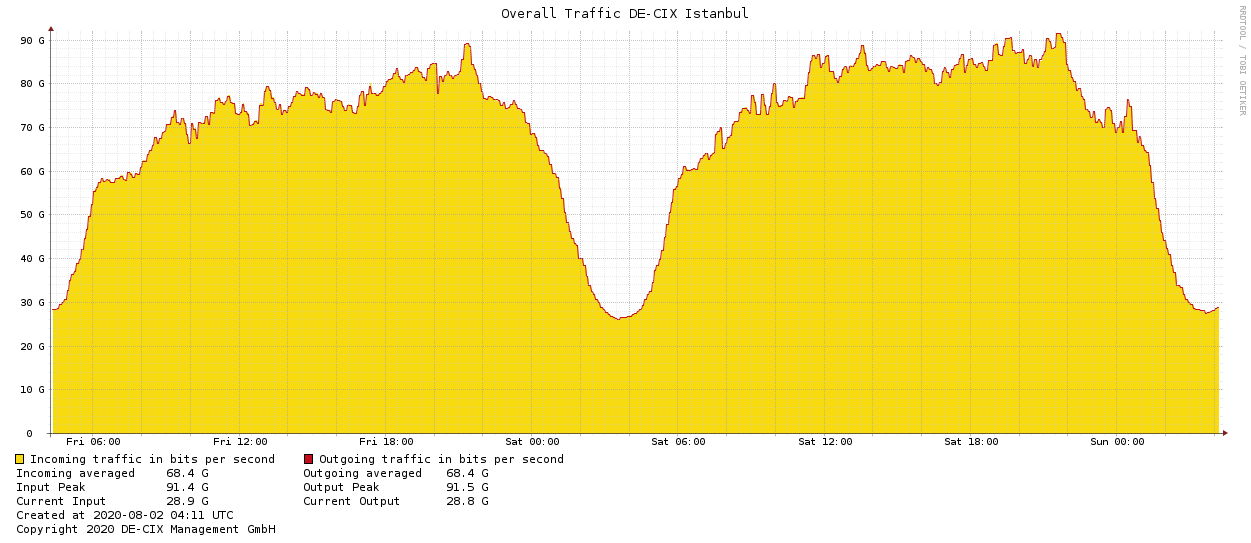 Overall Traffic DE-CIX Istanbul
RRDTOOL / TOBI OETIKER
90 G
80 G
70 G
60 G
50 G
40 G
30 G
20 G
10 G
0
Fri 06:00 Fri 12:00 Fri 18:00 Sat 00:00 Sat 06:00 Sat 12:00 Sat 18:00 Sun 00:00
Incoming traffic in bits per second Outgoing traffic in bits per second
Incoming averaged 68.4 G Outgoing averaged 68.4 G
Input Peak 91.4 G Output Peak 91.5 G
Current Input 28.9 G Current Output 28.8 G
Created at 2020-08-02 04:11 UTC
Copyright 2020 DE-CIX Management GmbH